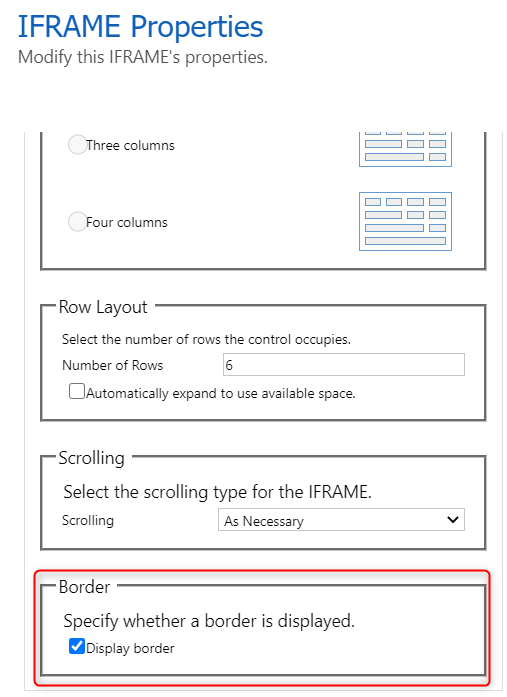 IFRAME Properties
Modify this IFRAME's properties.
Three columns
Four columns
Row Layout
Select the number of rows the control occupies.
Number of Rows 6
Automatically expand to use available space.
Scrolling
Select the scrolling type for the IFRAME.
Scrolling As Necessary
Border
Specify whether a border is displayed.
Display border